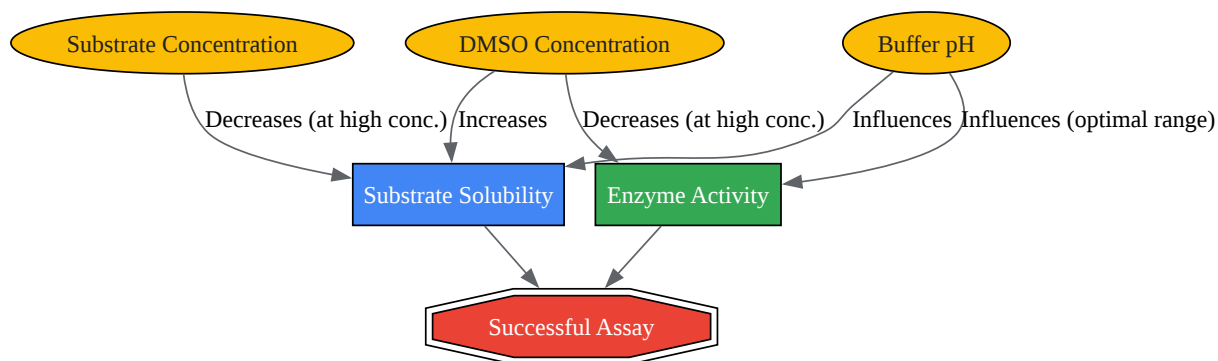 Substrate Concentration
DMSO Concentration
Buffer pH
Decreases (at high conc.)
Increases
Decreases (at high conc.)
Influences
Influences (optimal range)
Substrate Solubility
Enzyme Activity
Successful Assay